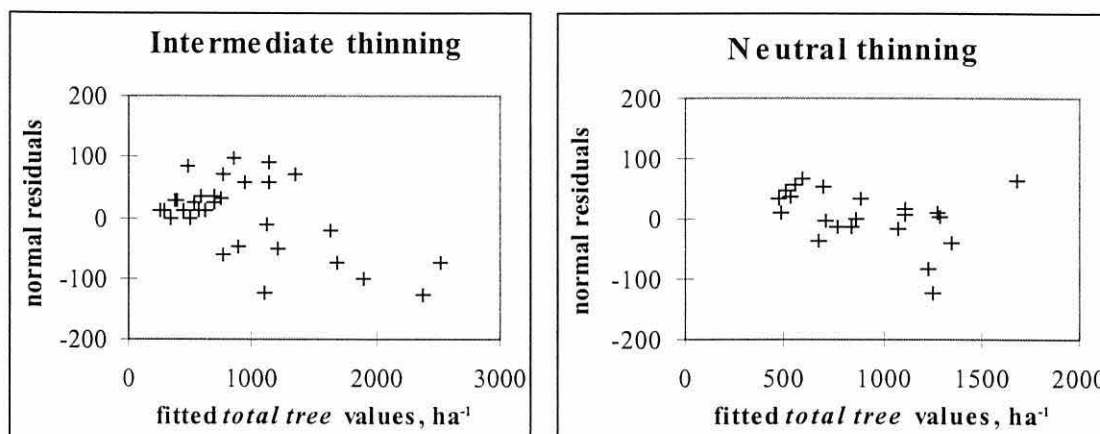 Intermediate thinning
200
100
0
-100
-200
normal residuals
0 1000 2000 3000
fitted total tree values, ha⁻¹
Neutral thinning
200
100
0
-100
-200
normal residuals
0 500 1000 1500 2000
fitted total tree values, ha⁻¹